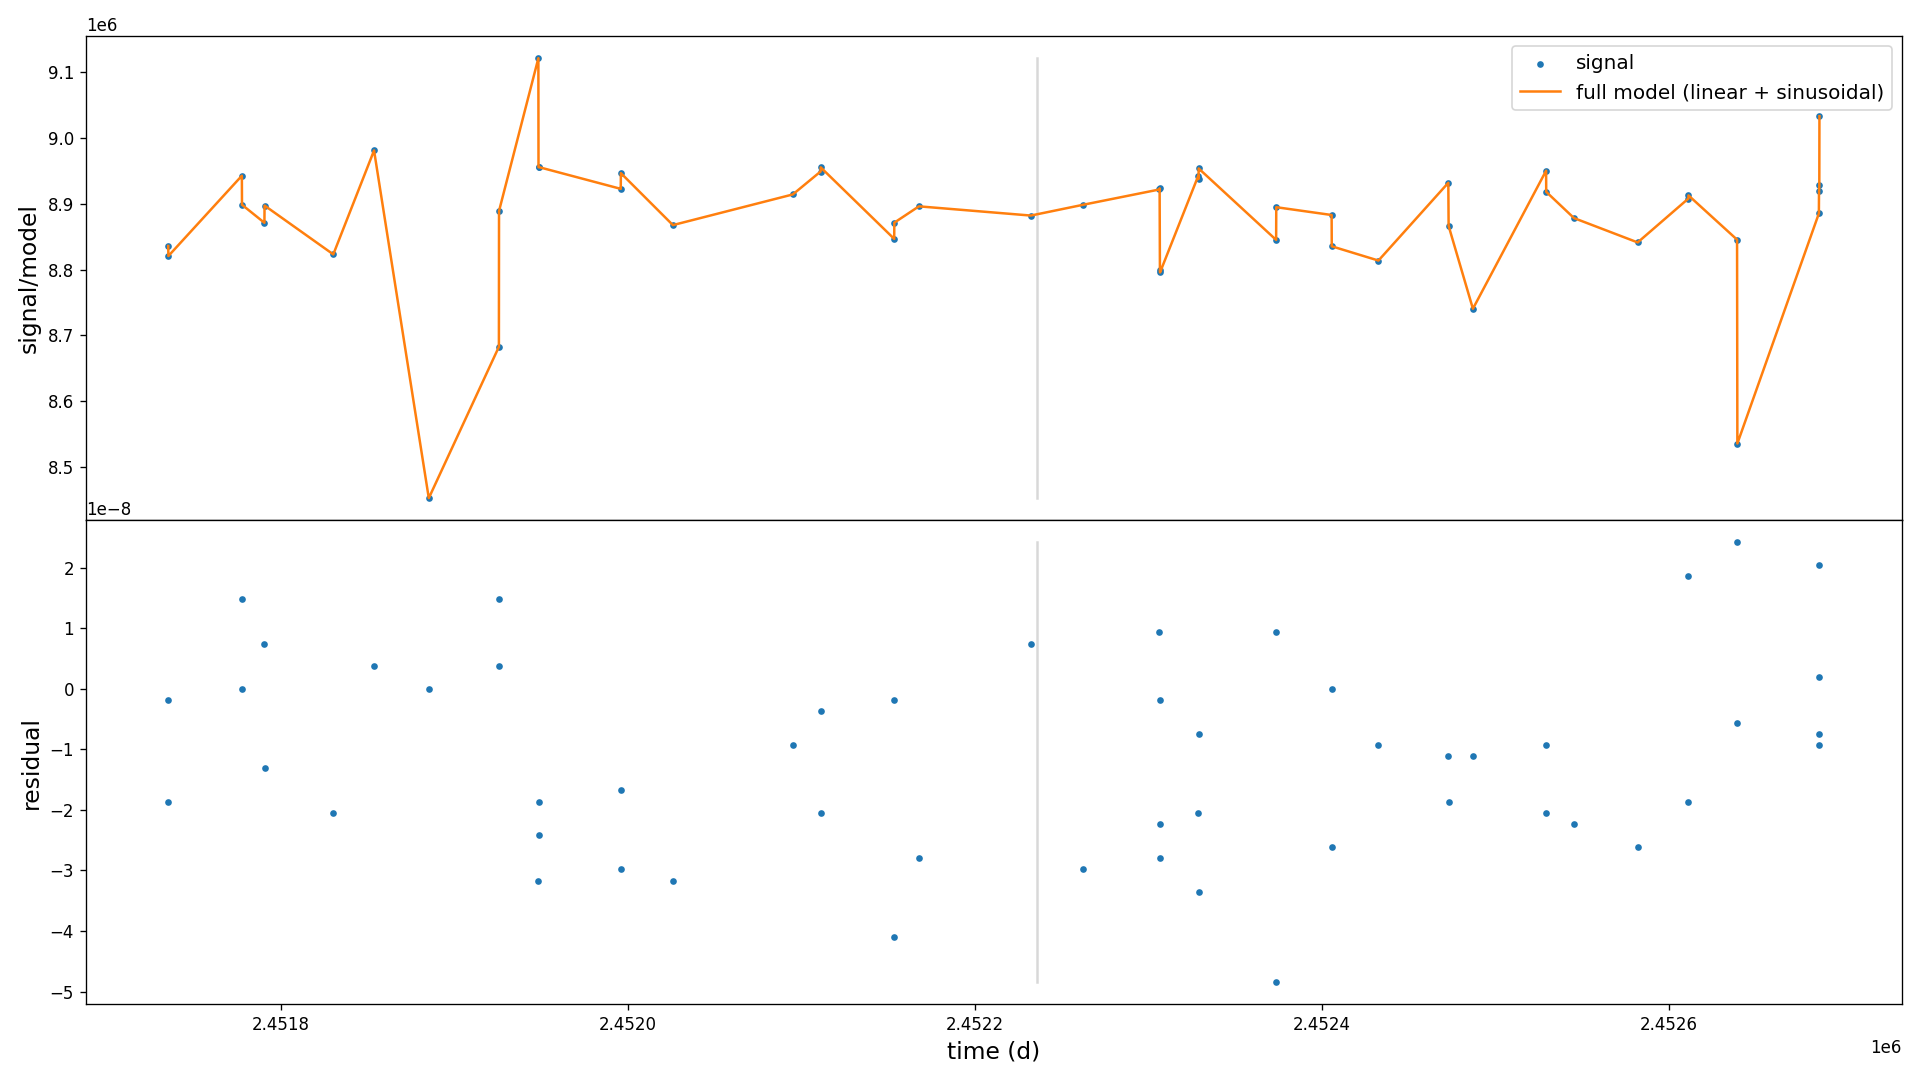 1e6
signal
full model (linear + sinusoidal)
9.1
9.0
8.9
8.8
8.7
8.6
8.5
signal/model
1e−8
2
1
0
−1
−2
−3
−4
−5
residual
2.4518
2.4520
2.4522
2.4524
2.4526
time (d)
1e6